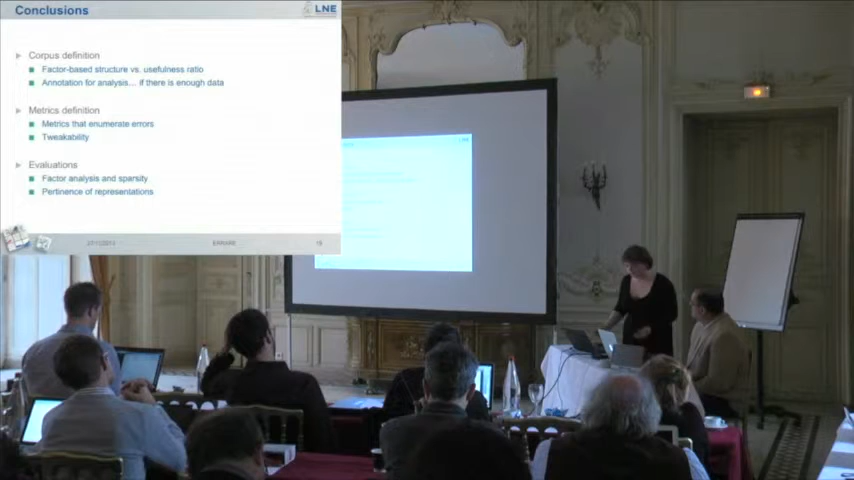 Conclusions
LNE
Corpus definition
Factor-based structure vs. usefulness ratio
Annotation for analysis... if there is enough data
Metrics definition
Metrics that enumerate errors
Tweakability
Evaluations
Factor analysis and sparsity
Pertinence of representations